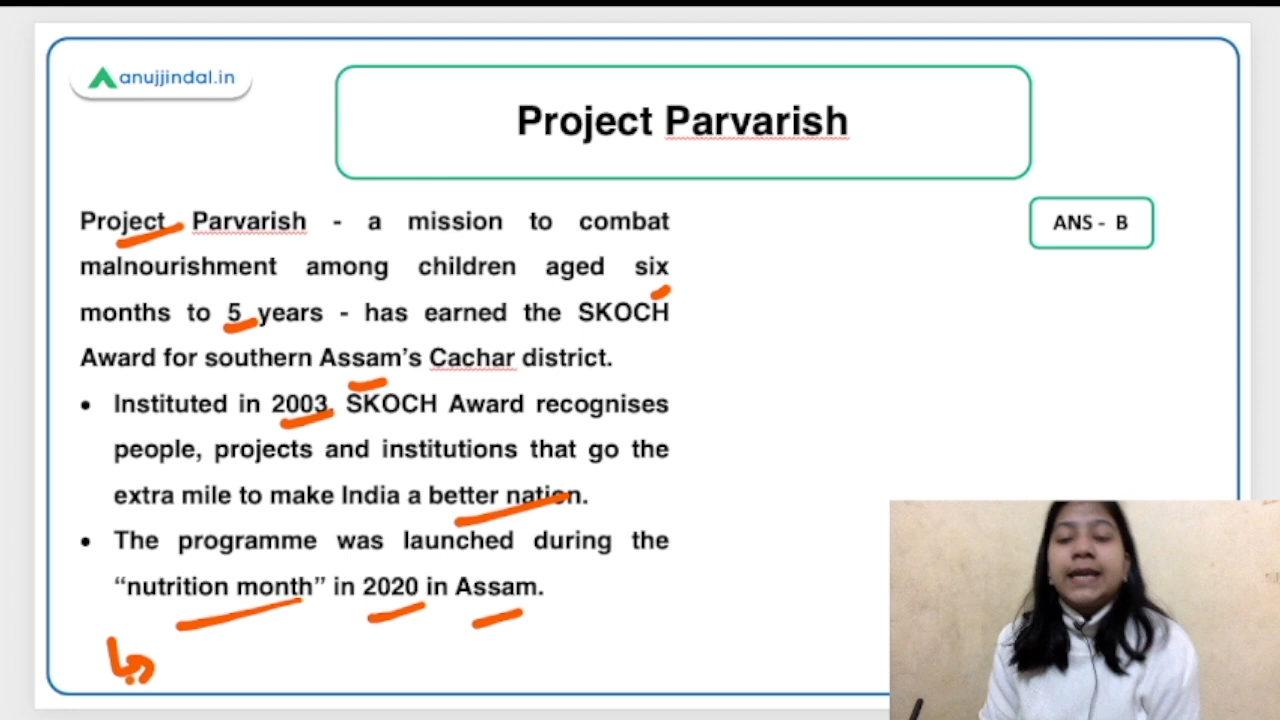 anujjindal.in
Project Parvarish
Project Parvarish - a mission to combat
malnourishment among children aged six
months to 5 years - has earned the SKOCH
Award for southern Assam’s Cachar district.
• Instituted in 2003, SKOCH Award recognises
people, projects and institutions that go the
extra mile to make India a better nation.
• The programme was launched during the
“nutrition month” in 2020 in Assam.
ANS - B